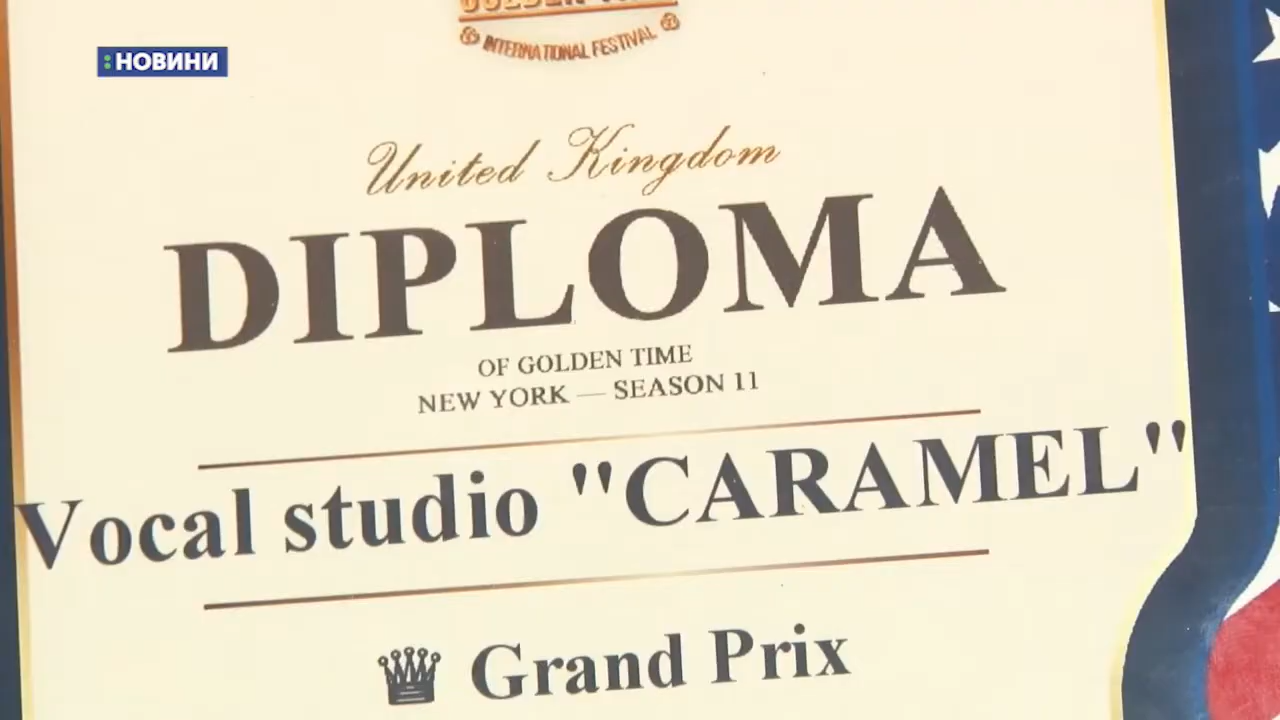 :НОВИНИ
INTERNATIONAL FESTIVAL
United Kingdom
DIPLOMA
OF GOLDEN TIME
NEW YORK — SEASON 11
Vocal studio "CARAMEL"
Grand Prix